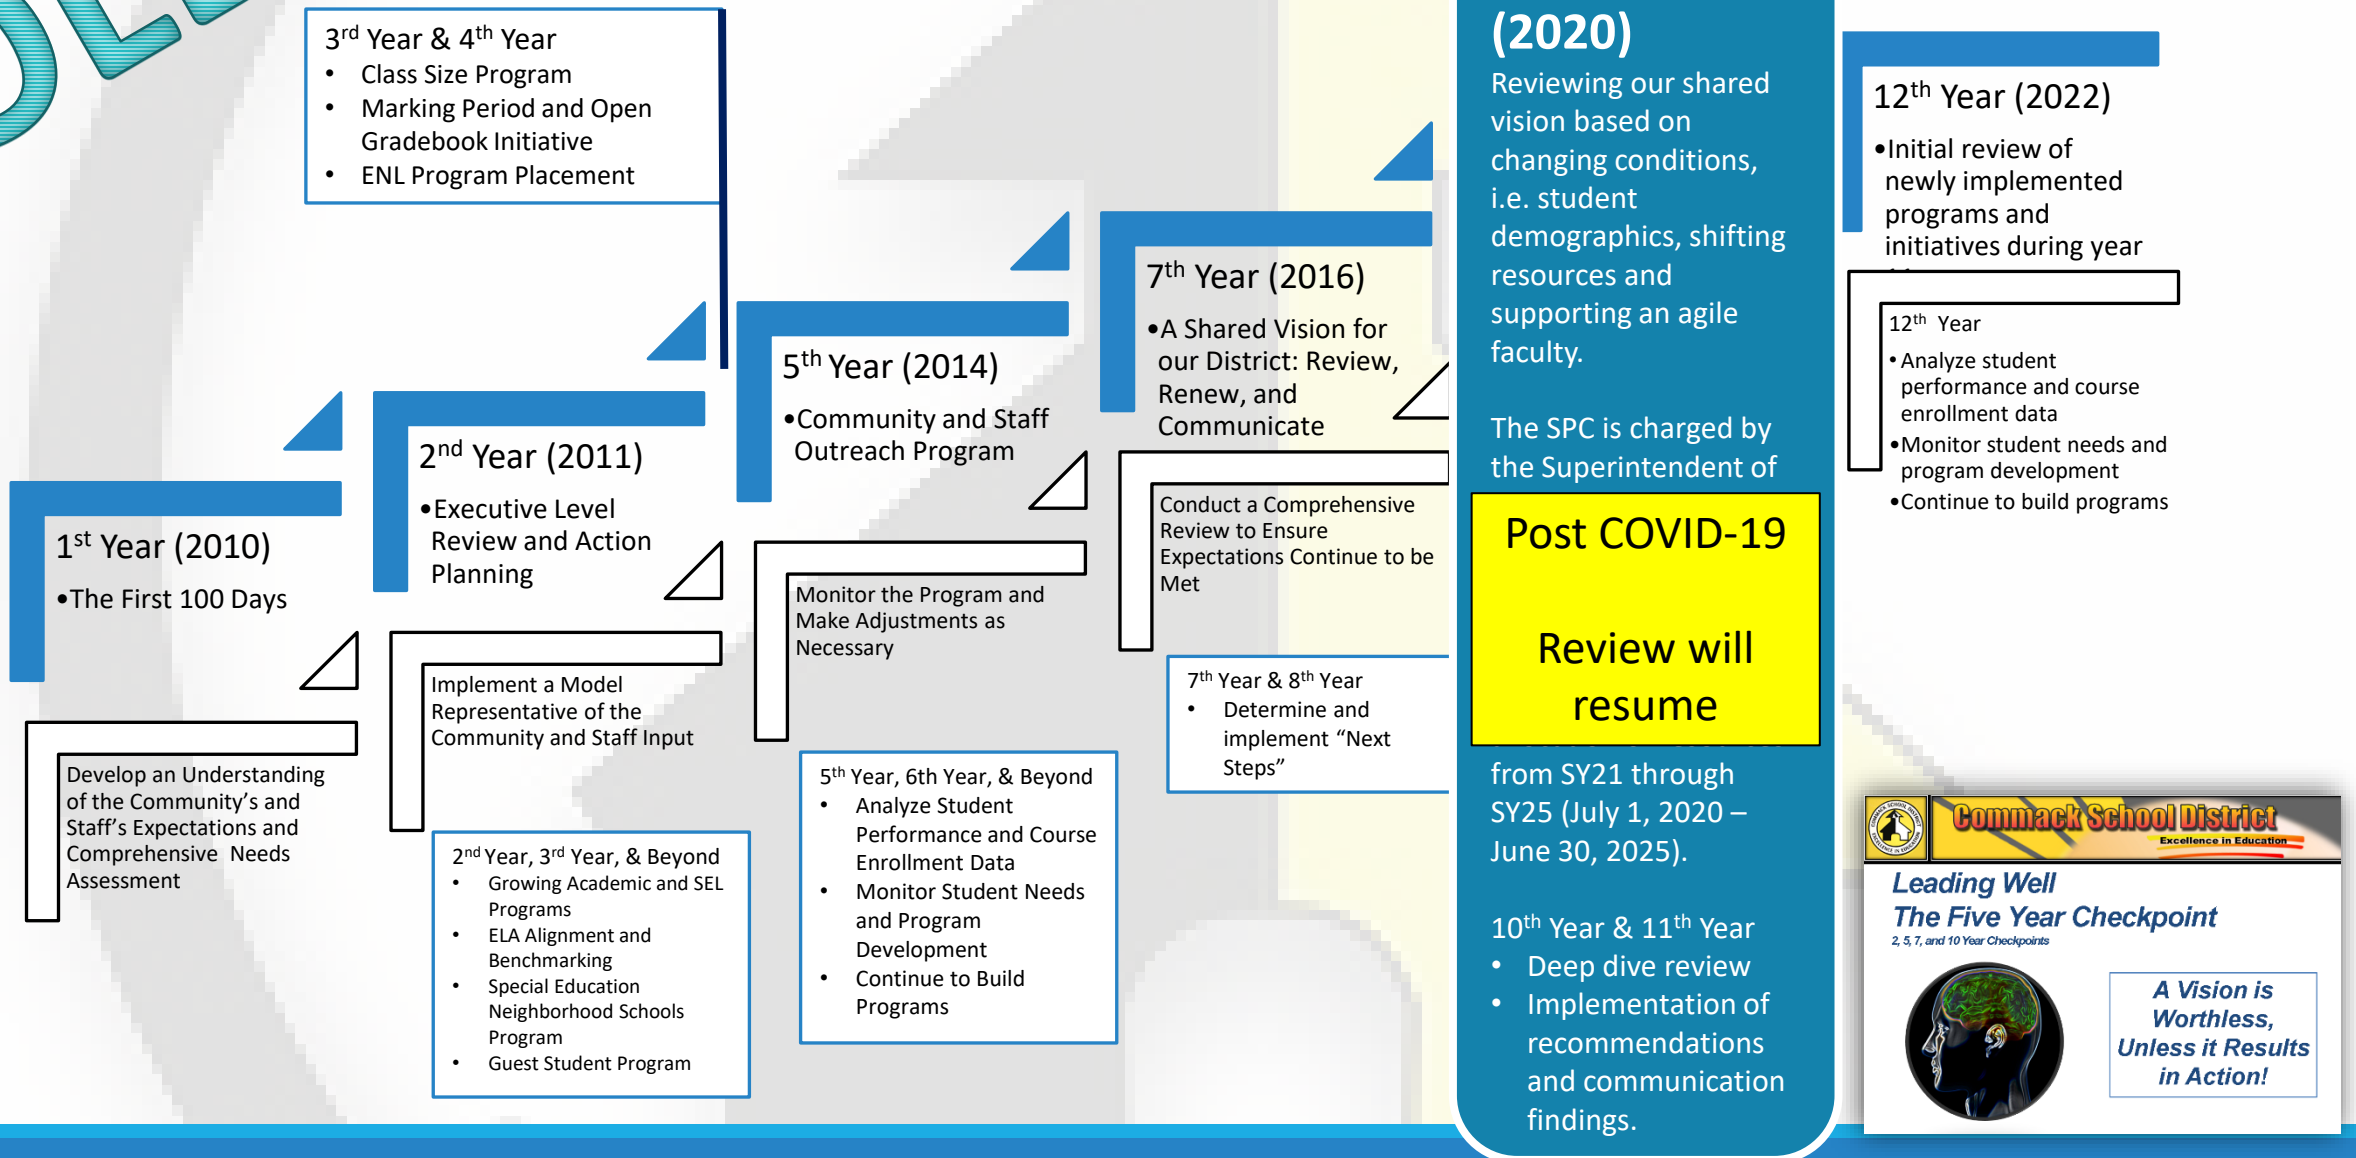 3rd Year & 4th Year
• Class Size Program
• Marking Period and Open
Gradebook Initiative
• ENL Program Placement
1st Year (2010)
•The First 100 Days
Develop an Understanding
of the Community's and
Staff's Expectations and
Comprehensive Needs
Assessment
2nd Year (2011)
•Executive Level
Review and Action
Planning
Implement a Model
Representative of the
Community and Staff Input
2nd Year, 3rd Year, & Beyond
• Growing Academic and SEL
Programs
• ELA Alignment and
Benchmarking
• Special Education
Neighborhood Schools
Program
• Guest Student Program
5th Year (2014)
•Community and Staff
Outreach Program
Monitor the Program and
Make Adjustments as
Necessary
5th Year, 6th Year, & Beyond
• Analyze Student
Performance and Course
Enrollment Data
• Monitor Student Needs
and Program
Development
• Continue to Build
Programs
7th Year (2016)
•A Shared Vision for
our District: Review,
Renew, and
Communicate
Conduct a Comprehensive
Review to Ensure
Expectations Continue to be
Met
7th Year & 8th Year
• Determine and
implement “Next
Steps”
(2020)
Reviewing our shared
vision based on
changing conditions,
i.e. student
demographics, shifting
resources and
supporting an agile
faculty.
The SPC is charged by
the Superintendent of
Post COVID-19
Review will
resume
from SY21 through
SY25 (July 1, 2020 –
June 30, 2025).
10th Year & 11th Year
• Deep dive review
• Implementation of
recommendations
and communication
findings.
12th Year (2022)
•Initial review of
newly implemented
programs and
initiatives during year
12th Year
•Analyze student
performance and course
enrollment data
•Monitor student needs and
program development
•Continue to build programs
Commack School District
Excellence in Education
Leading Well
The Five Year Checkpoint
2, 5, 7, and 10 Year Checkpoints
A Vision is
Worthless,
Unless it Results
in Action!